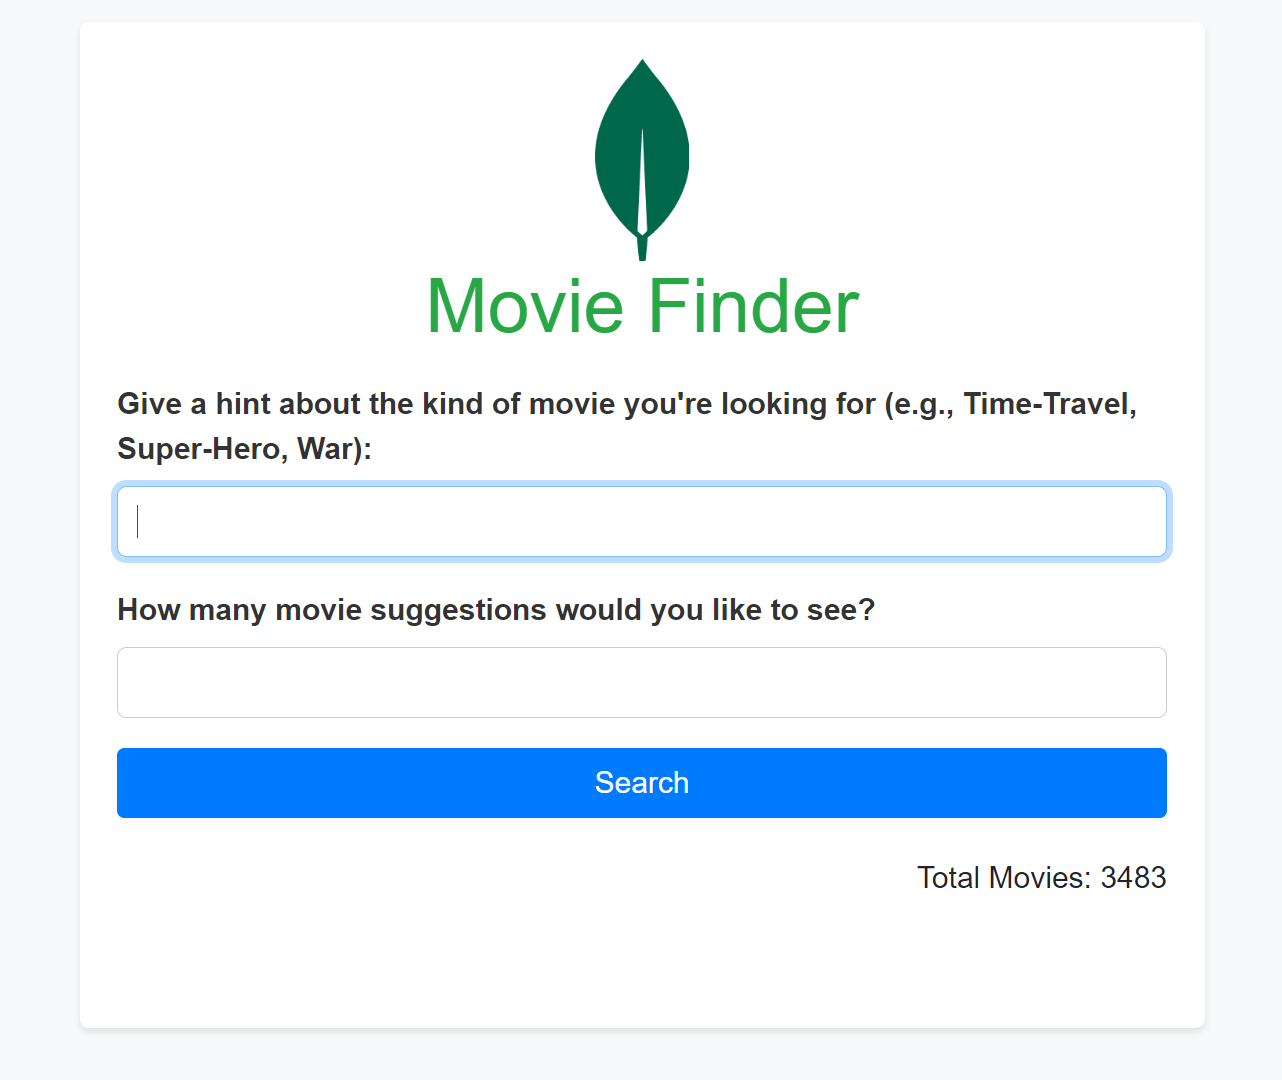 Movie Finder
Give a hint about the kind of movie you're looking for (e.g., Time-Travel,
Super-Hero, War):
How many movie suggestions would you like to see?
Search
Total Movies: 3483